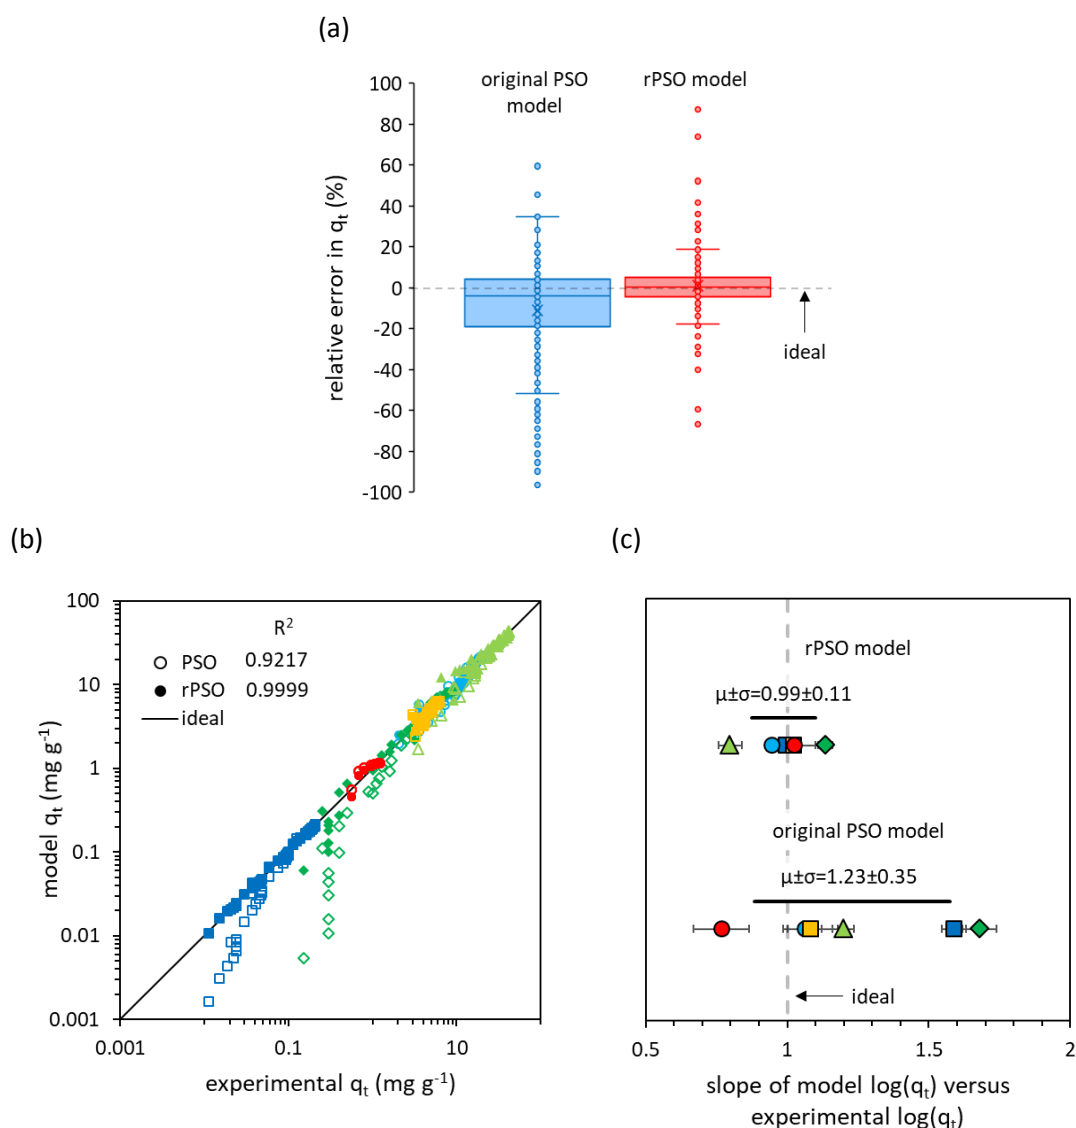 (a)
original PSO
model
rPSO model
100
80
60
40
20
0
-20
-40
-60
-80
-100
relative error in qt (%)
ideal
(b)
100
10
1
0.1
0.01
0.001
model qt (mg g-1)
R2
PSO 0.9217
rPSO 0.9999
ideal
0.001
0.1
10
experimental qt (mg g-1)
(c)
rPSO model
μ±σ=0.99±0.11
original PSO model
μ±σ=1.23±0.35
ideal
0.5
1
1.5
2
slope of model log(qt) versus
experimental log(qt)